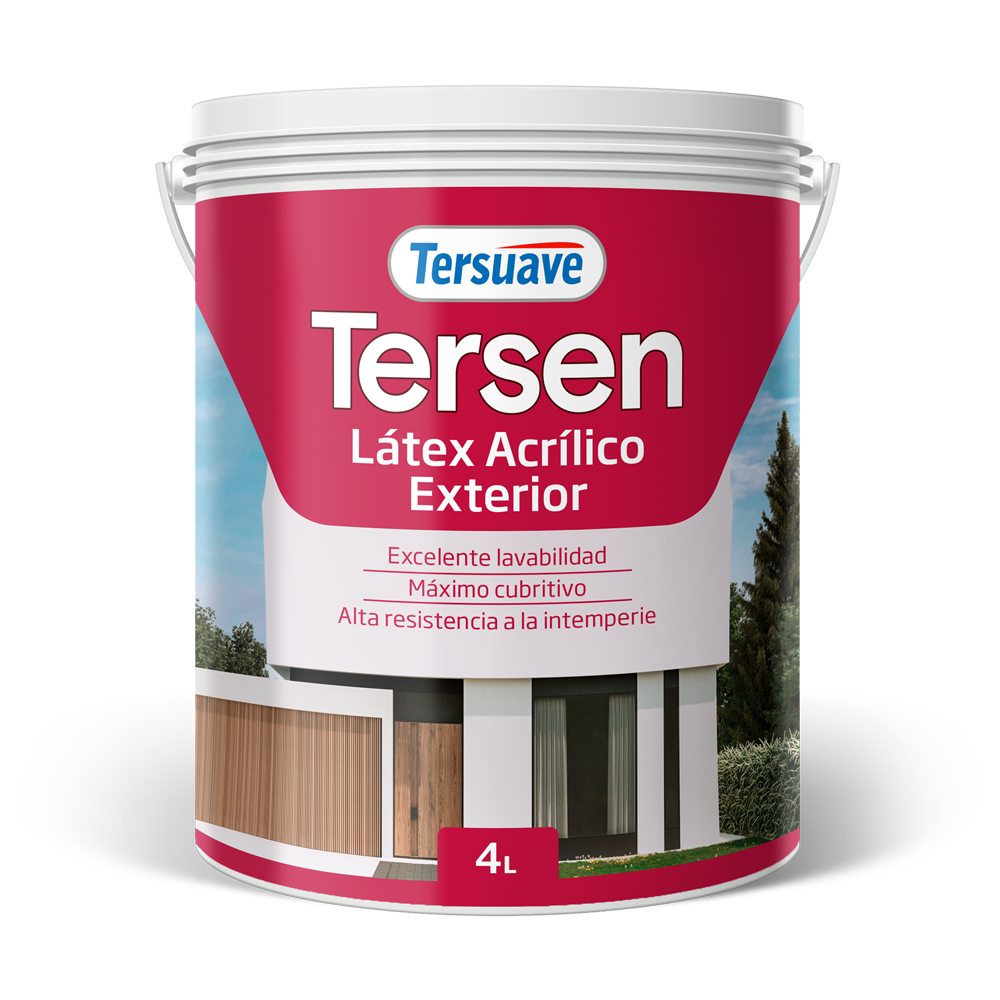 Tersuave
Tersen
Látex Acrílico
Exterior
Excelente lavabilidad
Máximo cubritivo
Alta resistencia a la intemperie
4L